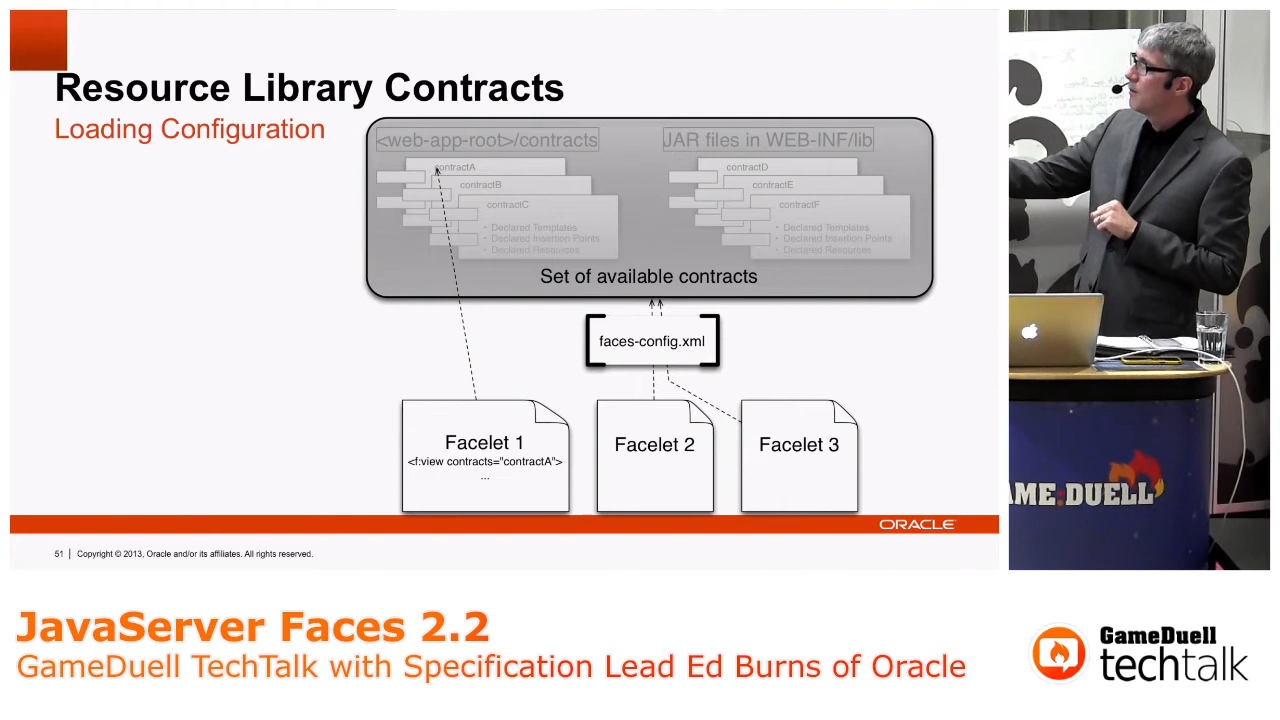 Resource Library Contracts
Loading Configuration
<web-app-root>/contracts
JAR files in WEB-INF/lib
contractA
contractB
contractC
• Declared Templates
• Declared Insertion Points
• Declared Resources
contractD
contractE
contractF
• Declared Templates
• Declared Insertion Points
• Declared Resources
Set of available contracts
faces-config.xml
Facelet 1
<f:view contracts="contractA">
...
Facelet 2
Facelet 3
ORACLE
51 | Copyright © 2013, Oracle and/or its affiliates. All rights reserved.
AME DUELL
JavaServer Faces 2.2
GameDuell TechTalk with Specification Lead Ed Burns of Oracle
GameDuell
techtalk